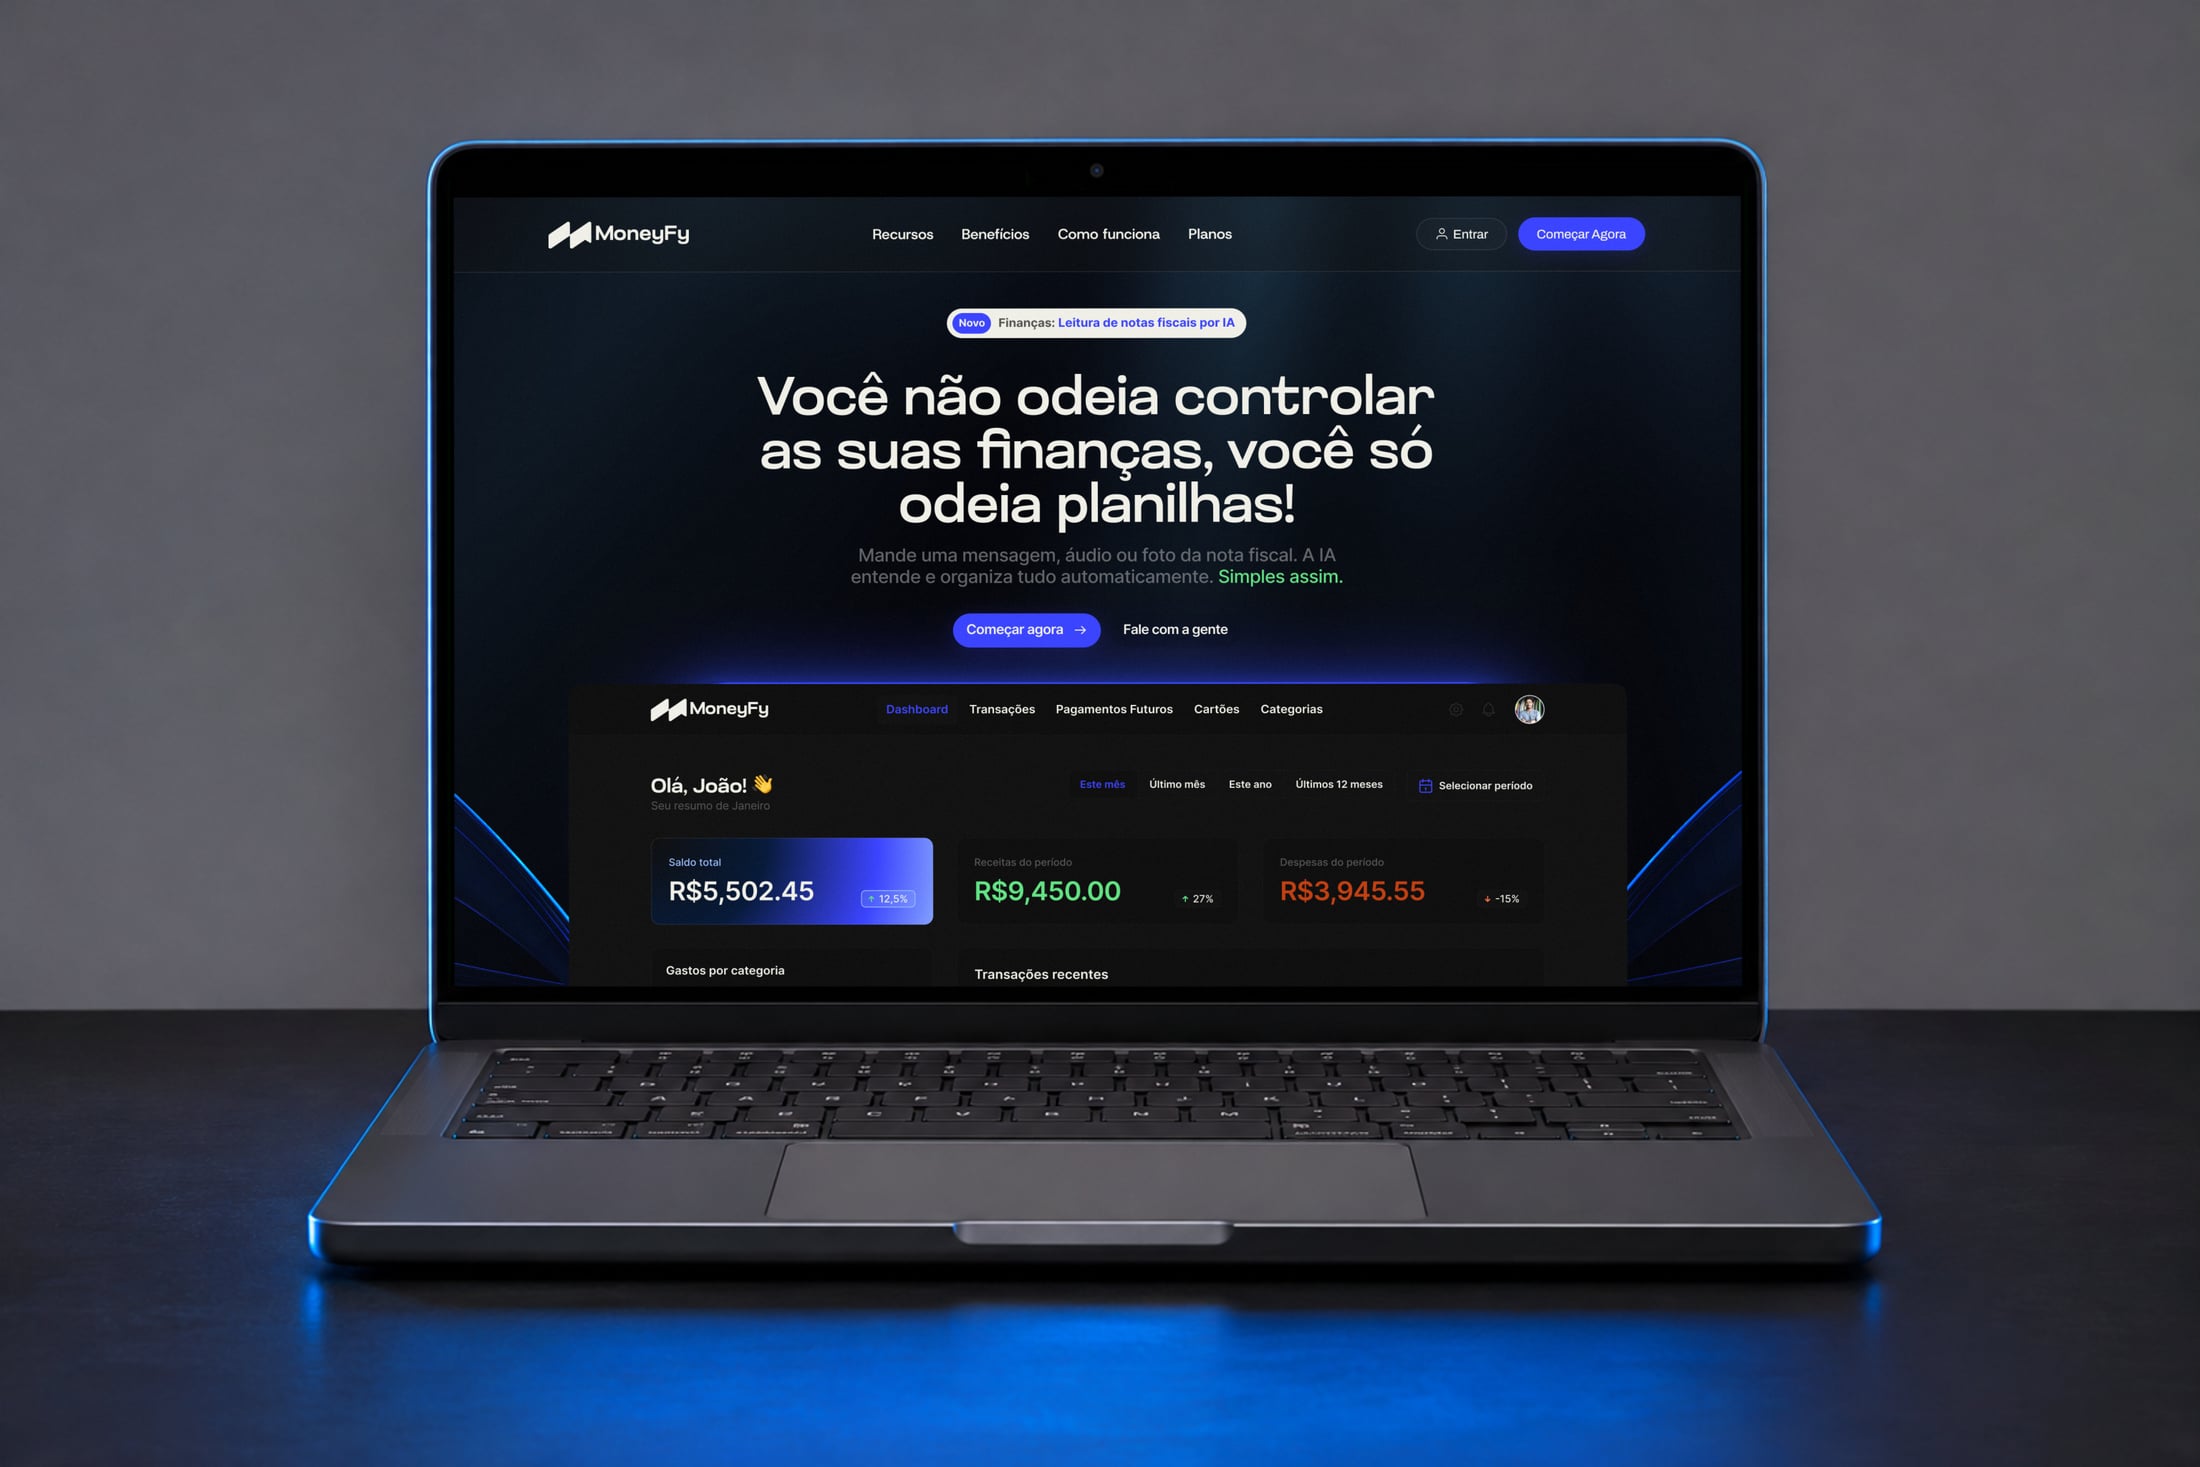 MoneyFy
Recursos Benefícios Como funciona Planos
Entrar Começar Agora
Novo Finanças: Leitura de notas fiscais por IA
Você não odeia controlar
as suas finanças, você só
odeia planilhas!
Mande uma mensagem, áudio ou foto da nota fiscal. A IA
entende e organiza tudo automaticamente. Simples assim.
Começar agora → Fale com a gente
MoneyFy
Dashboard Transações Pagamentos Futuros Cartões Categorias
Olá, João! 👋
Seu resumo de Janeiro
Este mês Último mês Este ano Últimos 12 meses Selecionar período
Saldo total
R$5,502.45
↑ 12,5%
Receitas do período
R$9,450.00
↑ 27%
Despesas do período
R$3,945.55
↓ -15%
Gastos por categoria
Transações recentes